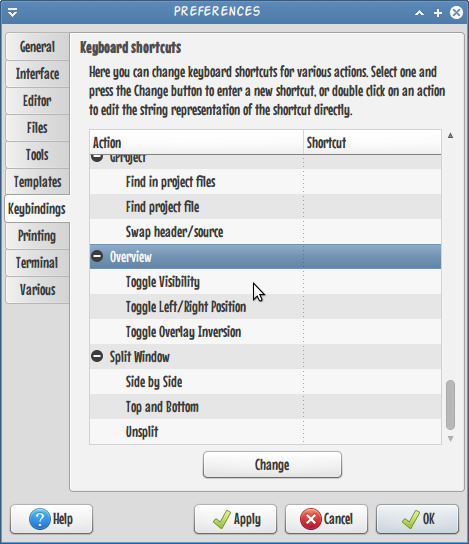 PREFERENCES
General
Interface
Editor
Files
Tools
Templates
Keybindings
Printing
Terminal
Various
Keyboard shortcuts
Here you can change keyboard shortcuts for various actions. Select one and
press the Change button to enter a new shortcut, or double click on an action
to edit the string representation of the shortcut directly.
Action Shortcut
GProject
Find in project files
Find project file
Swap header/source
Overview
Toggle Visibility
Toggle Left/Right Position
Toggle Overlay Inversion
Split Window
Side by Side
Top and Bottom
Unsplit
Change
Help Apply Cancel OK